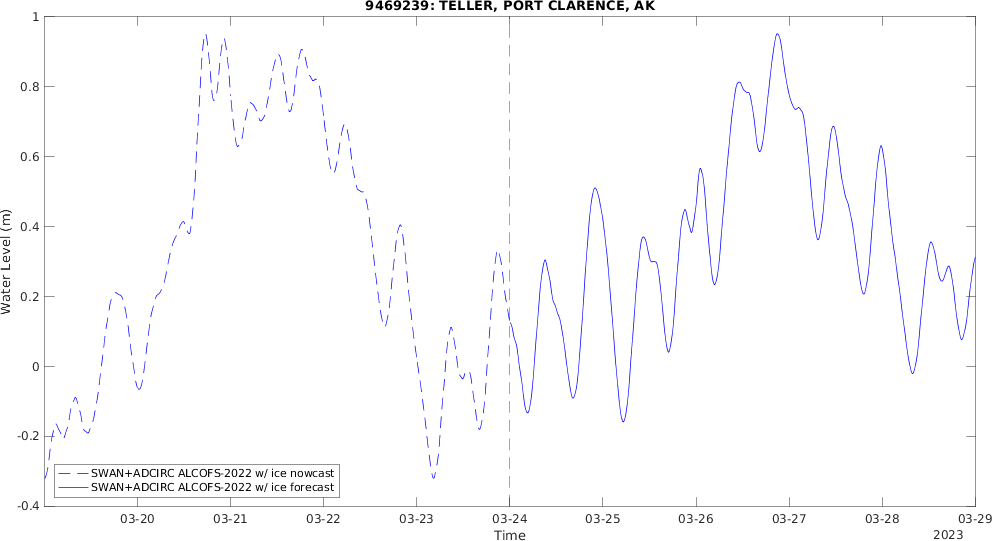 9469239: TELLER, PORT CLARENCE, AK
1
0.8
0.6
0.4
0.2
0
-0.2
-0.4
Water Level (m)
SWAN+ADCIRC ALCOFS-2022 w/ ice nowcast
SWAN+ADCIRC ALCOFS-2022 w/ ice forecast
03-20 03-21 03-22 03-23 03-24 03-25 03-26 03-27 03-28 03-29
Time
2023